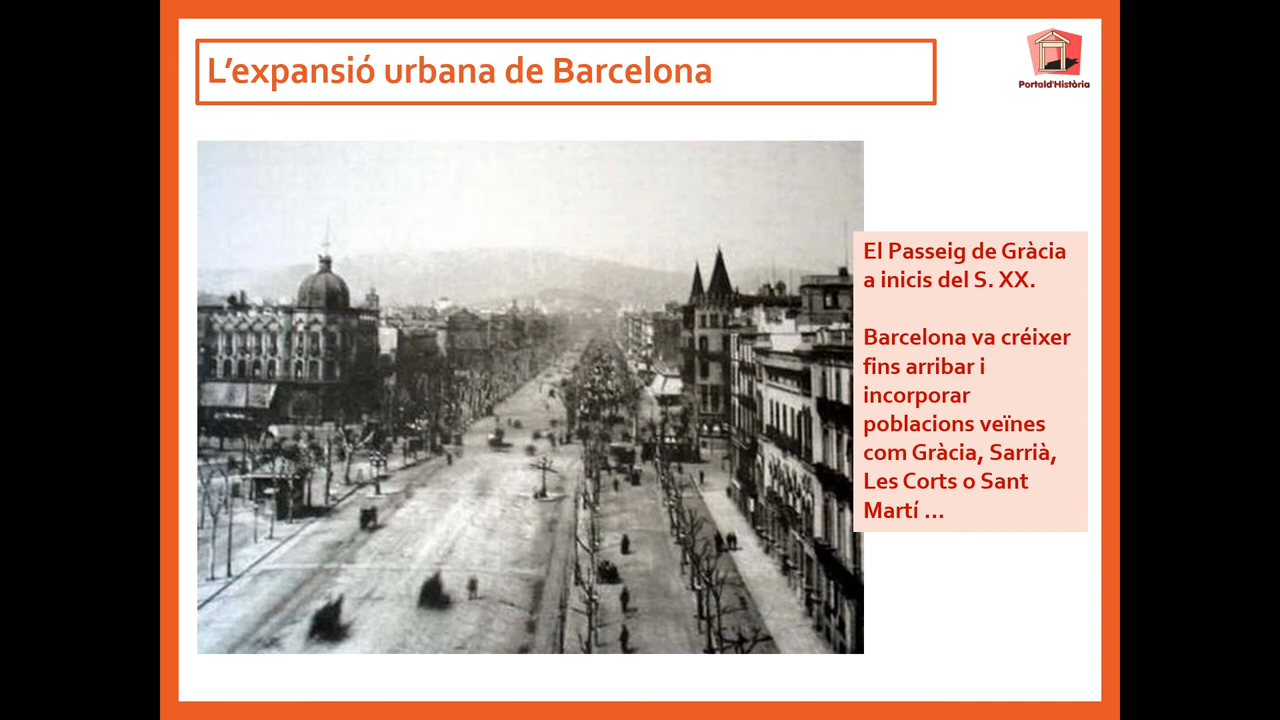 L’expansió urbana de Barcelona
Portald'Història
El Passeig de Gràcia
a inicis del S. XX.
Barcelona va créixer
fins arribar i
incorporar
poblacions veïnes
com Gràcia, Sarrià,
Les Corts o Sant
Martí ...